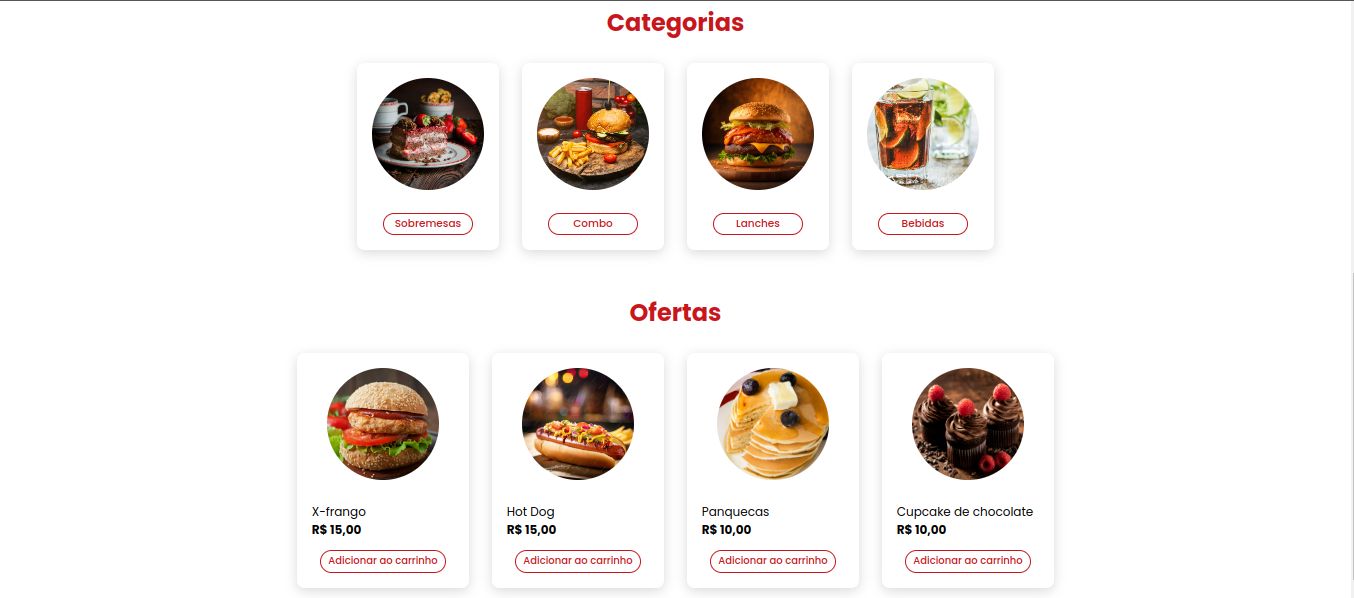 Categorias
Sobremesas
Combo
Lanches
Bebidas
Ofertas
X-frango
R$ 15,00
Adicionar ao carrinho
Hot Dog
R$ 15,00
Adicionar ao carrinho
Panquecas
R$ 10,00
Adicionar ao carrinho
Cupcake de chocolate
R$ 10,00
Adicionar ao carrinho